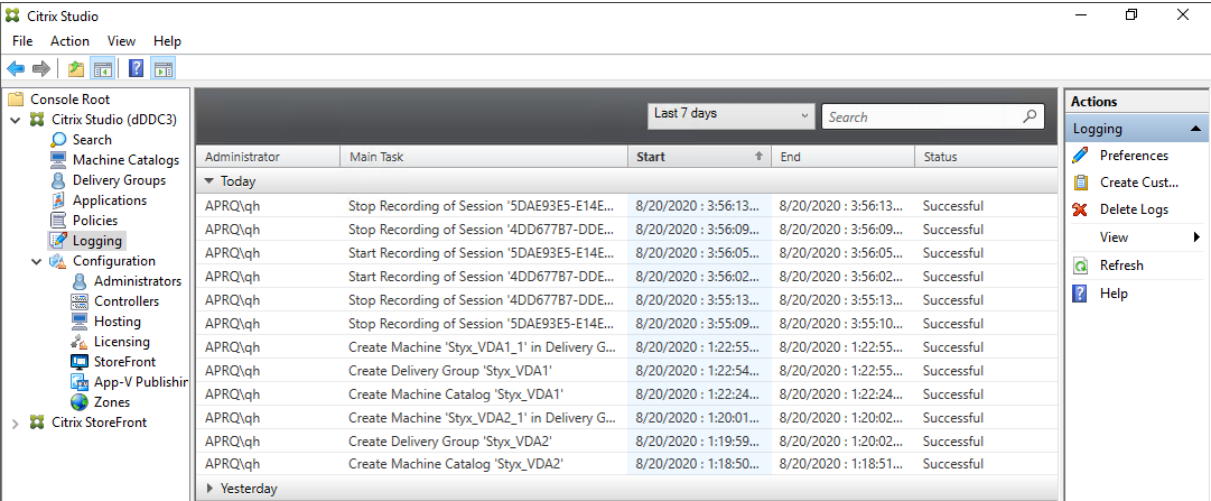 Citrix Studio
File Action View Help
Console Root
Citrix Studio (dDDC3)
Search
Machine Catalogs
Delivery Groups
Applications
Policies
Logging
Configuration
Administrators
Controllers
Hosting
Licensing
StoreFront
App-V Publishin
Zones
Citrix StoreFront
Last 7 days Search
Administrator Main Task Start End Status
Today
APRQ\qh Stop Recording of Session '5DAE93E5-E14E... 8/20/2020 : 3:56:13... 8/20/2020 : 3:56:13... Successful
APRQ\qh Stop Recording of Session '4DD677B7-DDE... 8/20/2020 : 3:56:09... 8/20/2020 : 3:56:09... Successful
APRQ\qh Start Recording of Session '5DAE93E5-E14E... 8/20/2020 : 3:56:05... 8/20/2020 : 3:56:05... Successful
APRQ\qh Start Recording of Session '4DD677B7-DDE... 8/20/2020 : 3:56:02... 8/20/2020 : 3:56:02... Successful
APRQ\qh Stop Recording of Session '4DD677B7-DDE... 8/20/2020 : 3:55:13... 8/20/2020 : 3:55:13... Successful
APRQ\qh Stop Recording of Session '5DAE93E5-E14E... 8/20/2020 : 3:55:09... 8/20/2020 : 3:55:10... Successful
APRQ\qh Create Machine 'Styx_VDA1_1' in Delivery G... 8/20/2020 : 1:22:55... 8/20/2020 : 1:22:55... Successful
APRQ\qh Create Delivery Group 'Styx_VDA1' 8/20/2020 : 1:22:54... 8/20/2020 : 1:22:55... Successful
APRQ\qh Create Machine Catalog 'Styx_VDA1' 8/20/2020 : 1:22:24... 8/20/2020 : 1:22:24... Successful
APRQ\qh Create Machine 'Styx_VDA2_1' in Delivery G... 8/20/2020 : 1:20:01... 8/20/2020 : 1:20:02... Successful
APRQ\qh Create Delivery Group 'Styx_VDA2' 8/20/2020 : 1:19:59... 8/20/2020 : 1:20:02... Successful
APRQ\qh Create Machine Catalog 'Styx_VDA2' 8/20/2020 : 1:18:50... 8/20/2020 : 1:18:51... Successful
Yesterday
Actions
Logging
Preferences
Create Cust...
Delete Logs
View
Refresh
Help